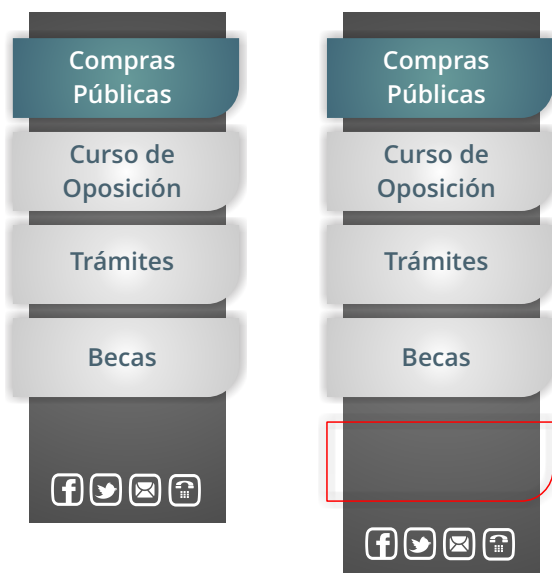 Compras
Públicas
Curso de
Oposición
Trámites
Becas
Compras
Públicas
Curso de
Oposición
Trámites
Becas